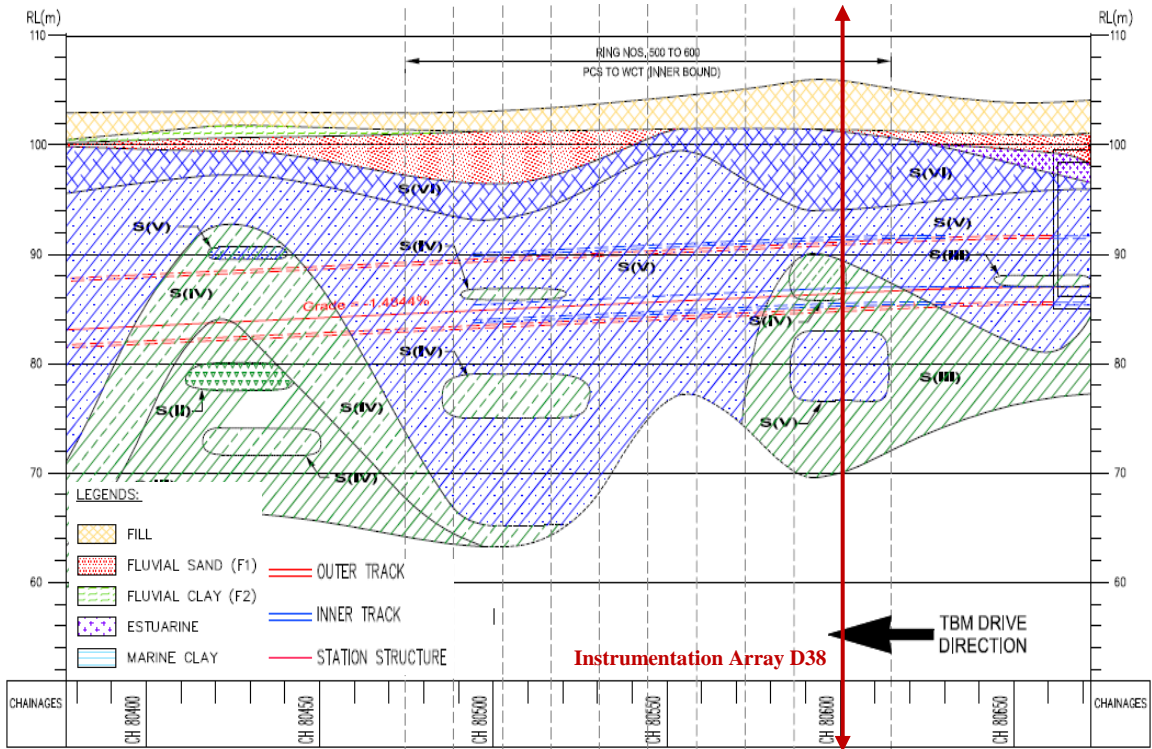 RL(m)
RL(m)
110
110
RING NOS, 500 TO 600
PCS TO WCT (INNER BOUND)
100
100
S(VI)
S(VI)
S(V)
S(IV)
S(V)
S(V)
90
90
S(III)
S(IV)
Grade = -1.4844%
S(IV)
S(IV)
80
80
S(III)
S(II)
S(IV)
S(V)
S(IV)
70
70
LEGENDS:
FILL
FLUVIAL SAND (F1)
OUTER TRACK
FLUVIAL CLAY (F2)
60
60
INNER TRACK
ESTUARINE
TBM DRIVE
DIRECTION
MARINE CLAY
STATION STRUCTURE
Instrumentation Array D38
CHAINAGES
CH 80400
CH 80450
CH 80500
CH 80550
CH 80600
CH 80650
CHAINAGES